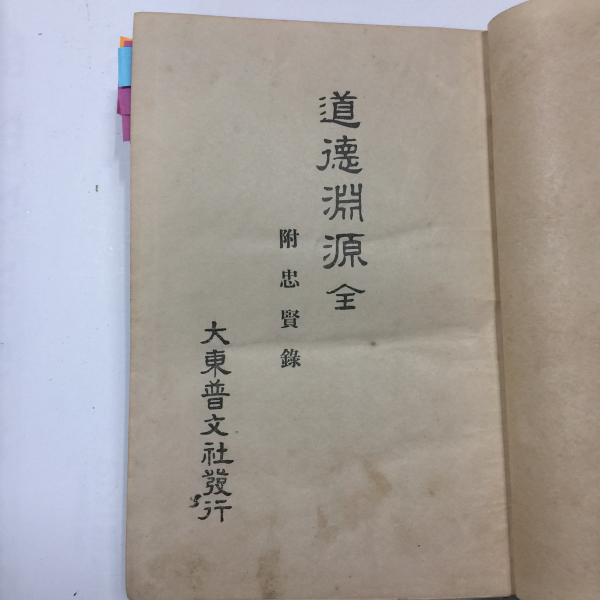 道德淵源全
附忠賢錄
大東普文社發行